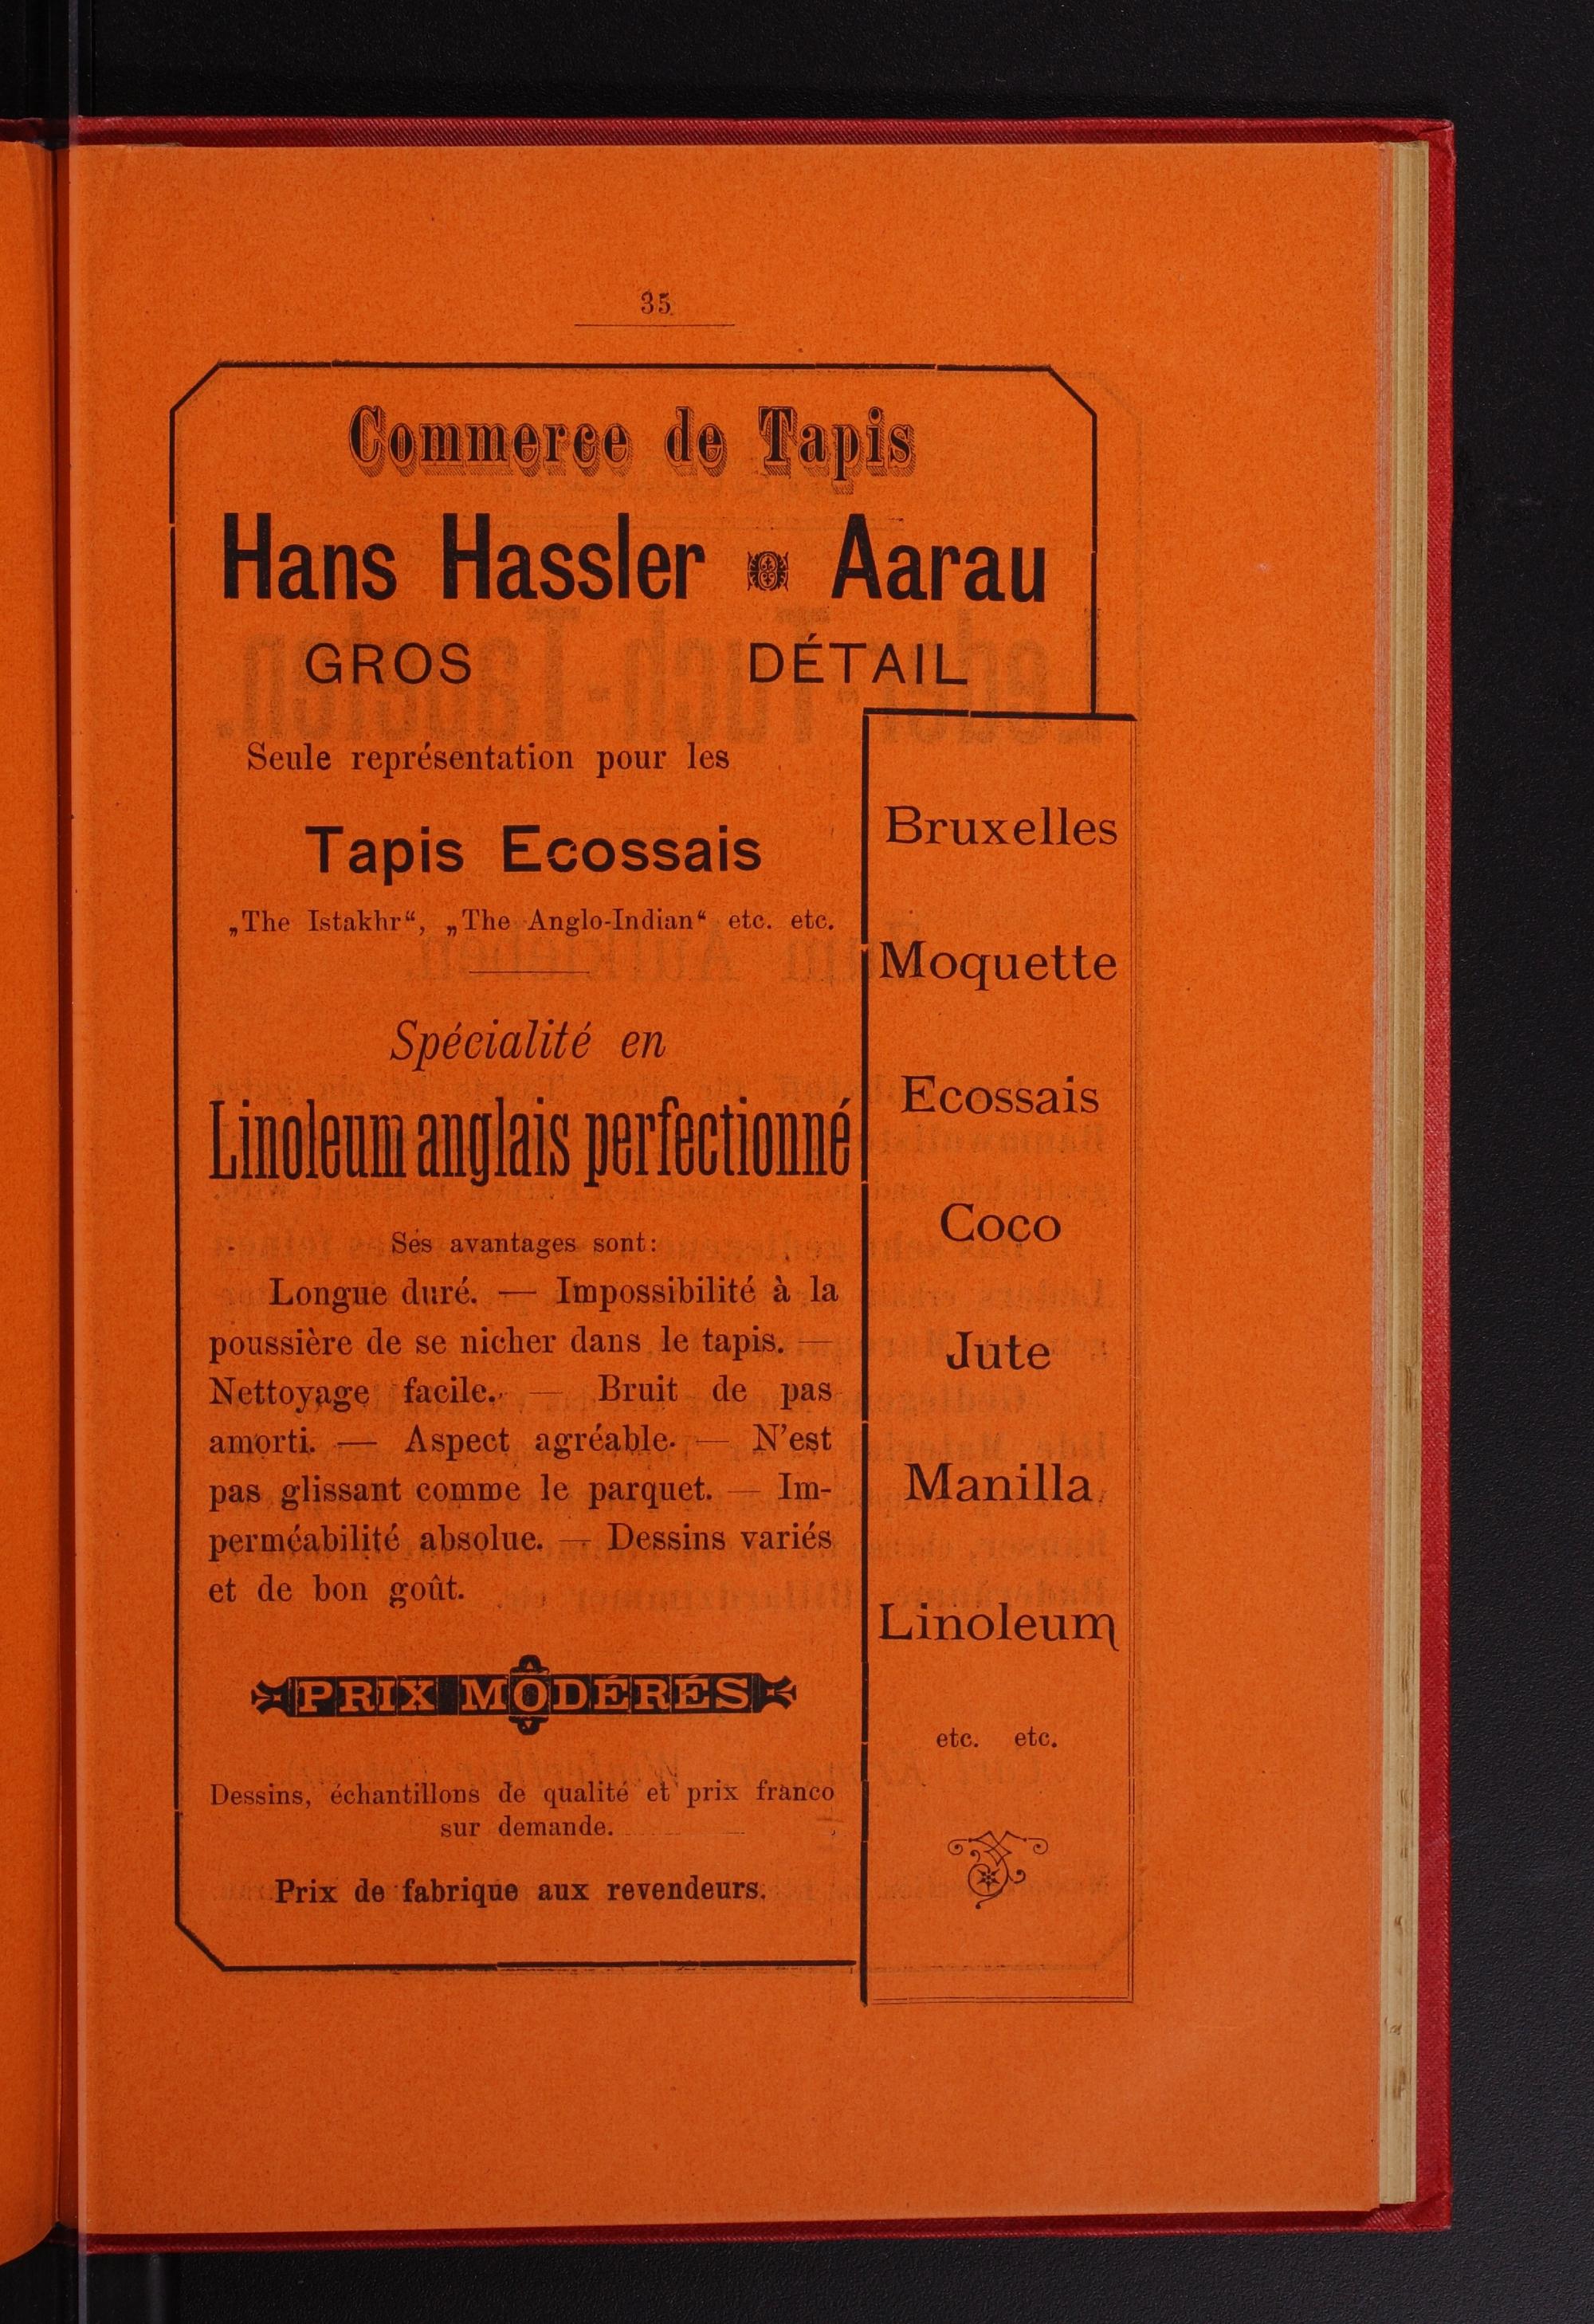 35
Commerce de Tapis
Hans Hassler Aarau
GROS DÉTAIL
Seule représentation pour les
Tapis Ecossais
„The Istakhr“, „The Anglo-Indian“ etc. etc.
Spécialité en
Linoleum anglais perfectionné
Ses avantages sont:
Longue duré. — Impossibilité à la
poussière de se nicher dans le tapis. —
Nettoyage facile. — Bruit de pas
amorti. — Aspect agréable. — N'est
pas glissant comme le parquet. — Im-
perméabilité absolue. — Dessins variés
et de bon goût.
PRIX MODÉRÉS
Dessins, échantillons de qualité et prix franco
sur demande.
Prix de fabrique aux revendeurs.
Bruxelles
Moquette
Ecossais
Coco
Jute
Manilla
Linoleum
etc. etc.